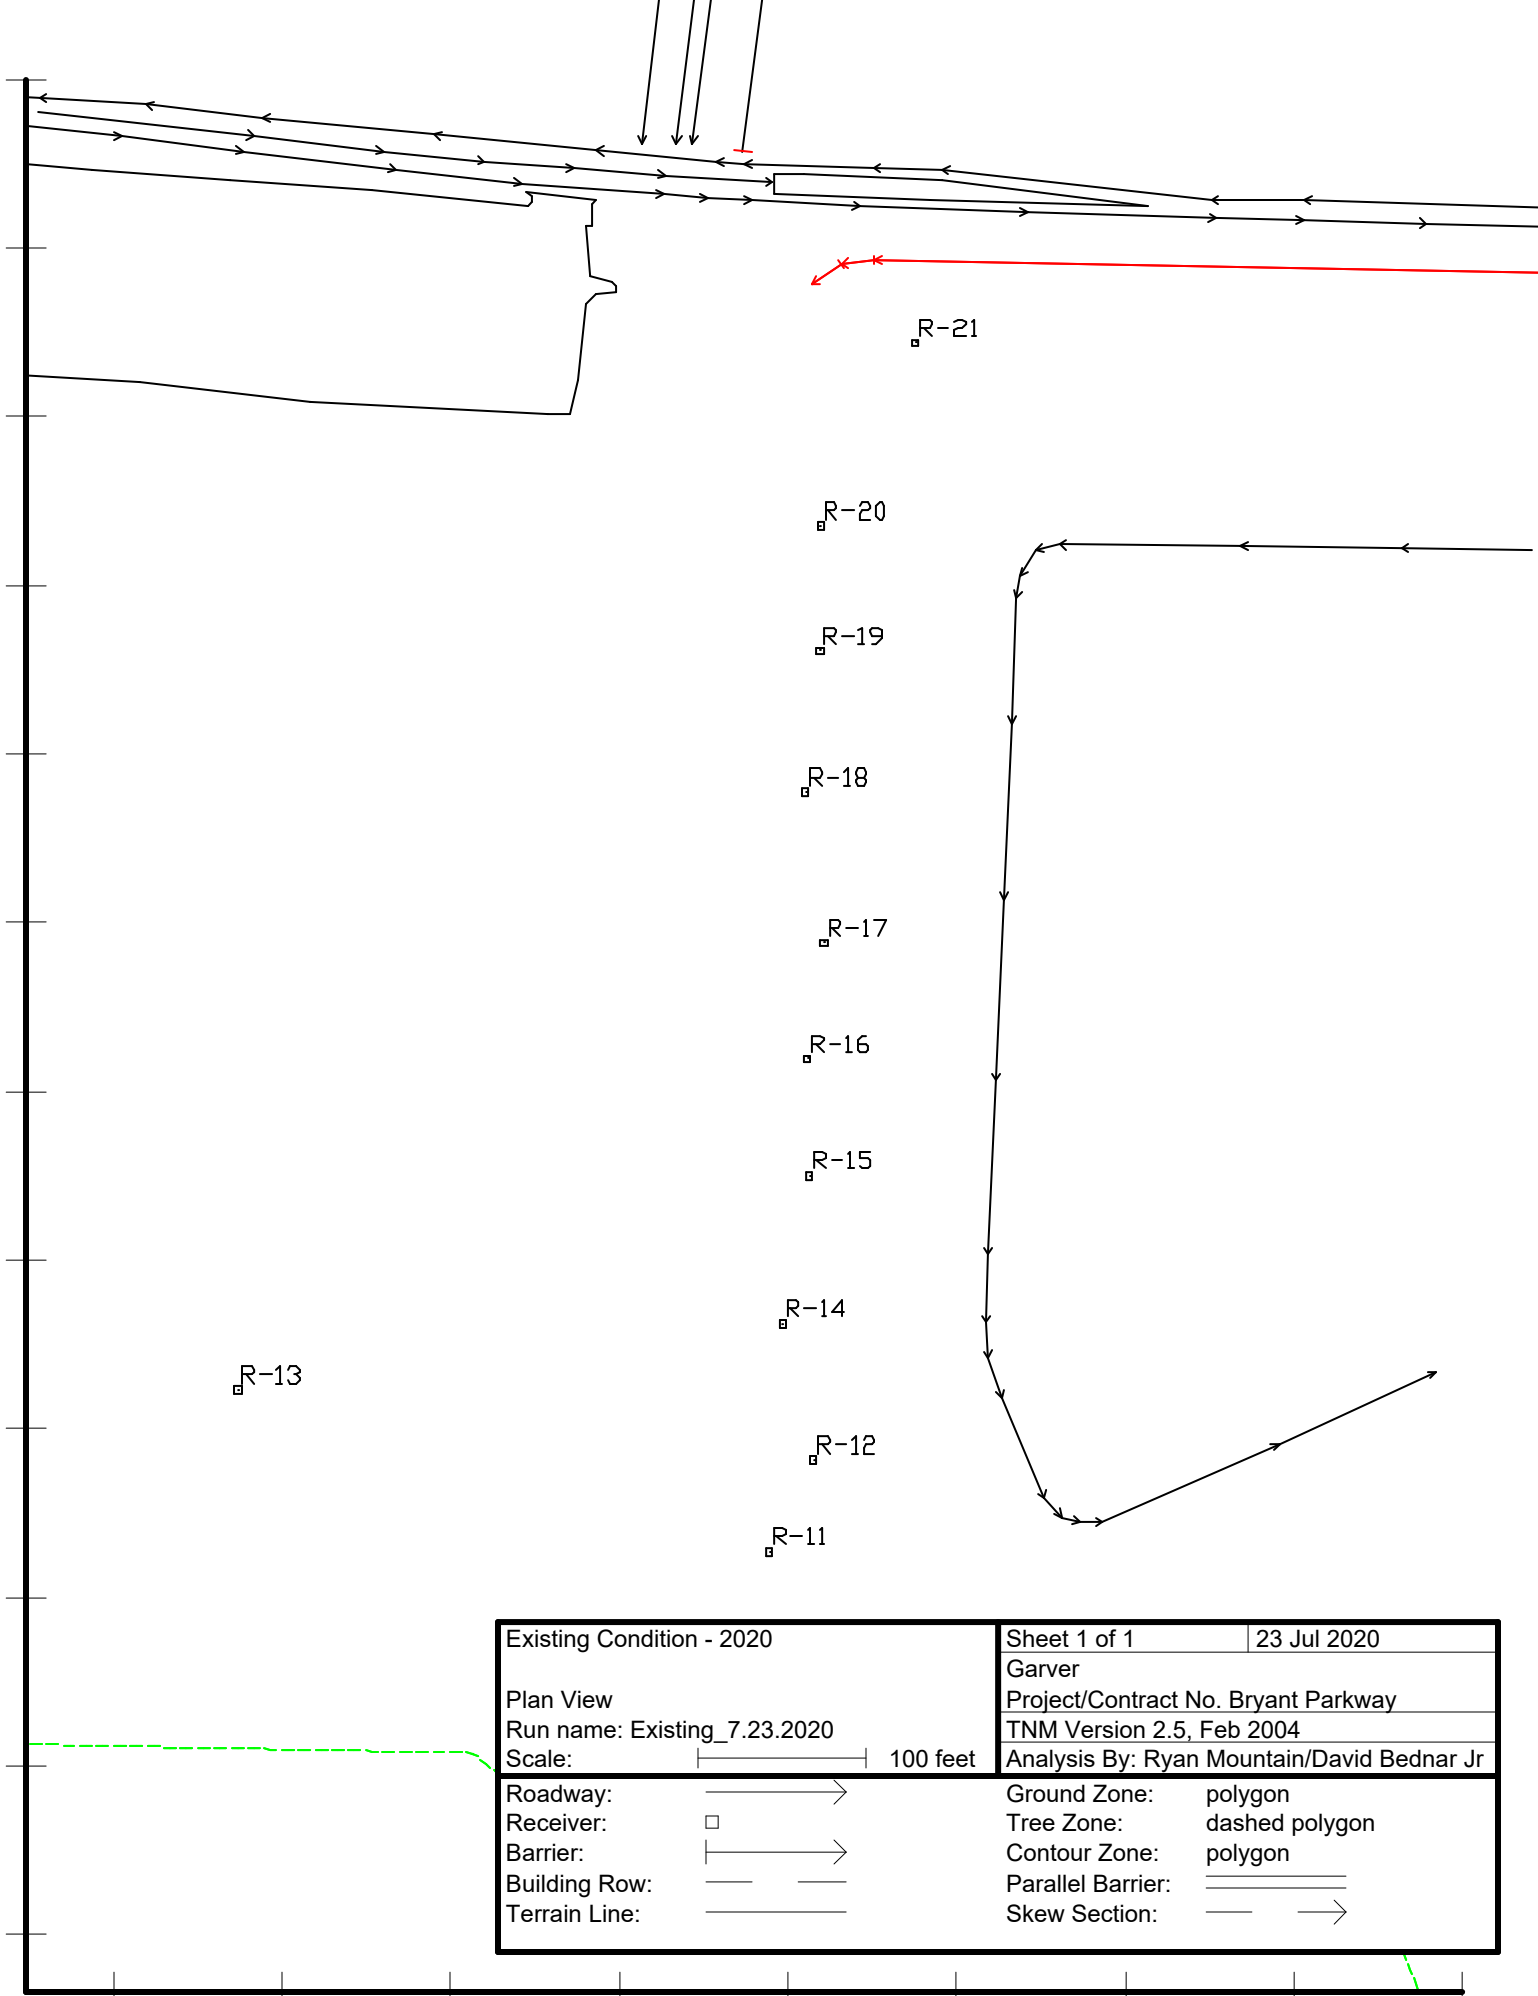 R-21
R-20
R-19
R-18
R-17
R-16
R-15
R-14
R-13
R-12
R-11
Existing Condition - 2020
Plan View
Run name: Existing_7.23.2020
Scale: 100 feet
Sheet 1 of 1 23 Jul 2020
Garver
Project/Contract No. Bryant Parkway
TNM Version 2.5, Feb 2004
Analysis By: Ryan Mountain/David Bednar Jr
Roadway:
Receiver:
Barrier:
Building Row:
Terrain Line:
Ground Zone: polygon
Tree Zone: dashed polygon
Contour Zone: polygon
Parallel Barrier:
Skew Section: